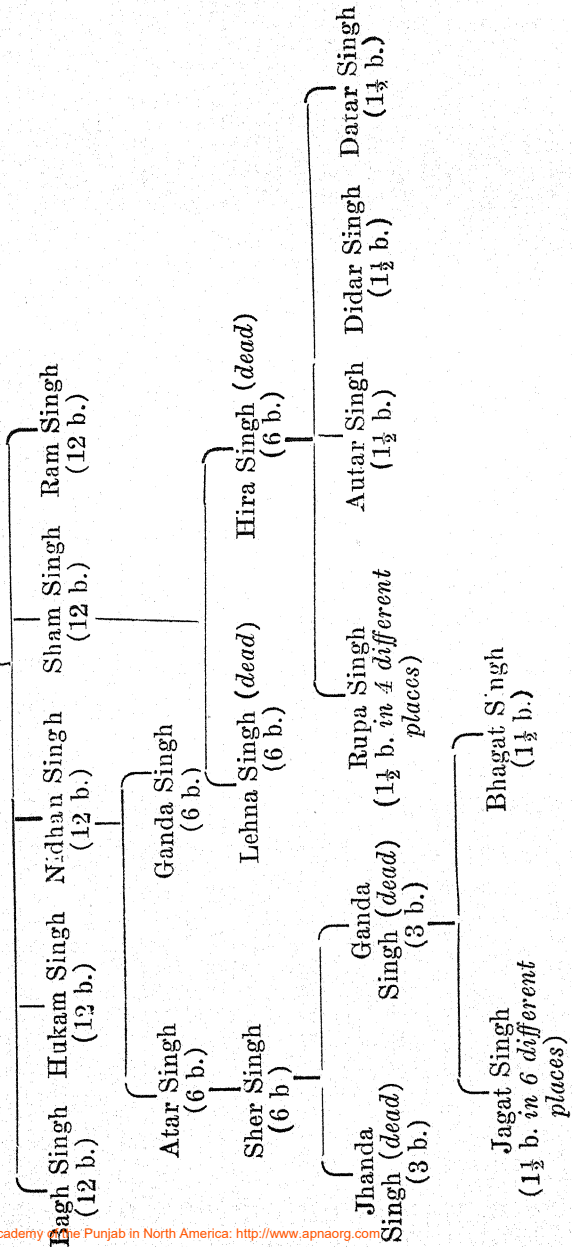 Bagh Singh
(12 b.)
Hukam Singh
(12 b.)
Nidhan Singh
(12 b.)
Sham Singh
(12 b.)
Ram Singh
(12 b.)
Atar Singh
(6 b.)
Ganda Singh
(6 b.)
Sher Singh
(6 b)
Lehna Singh (dead)
(6 b.)
Hira Singh (dead)
(6 b.)
Jhanda
Singh (dead)
(3 b.)
Ganda
Singh (dead)
(3 b.)
Rupa Singh
(1½ b. in 4 different
places)
Autar Singh
(1½ b.)
Didar Singh
(1½ b.)
Datar Singh
(1½ b.)
Jagat Singh
(1½ b. in 6 different
places)
Bhagat Singh
(1½ b.)
cademy of the Punjab in North America: http://www.apnaorg.com